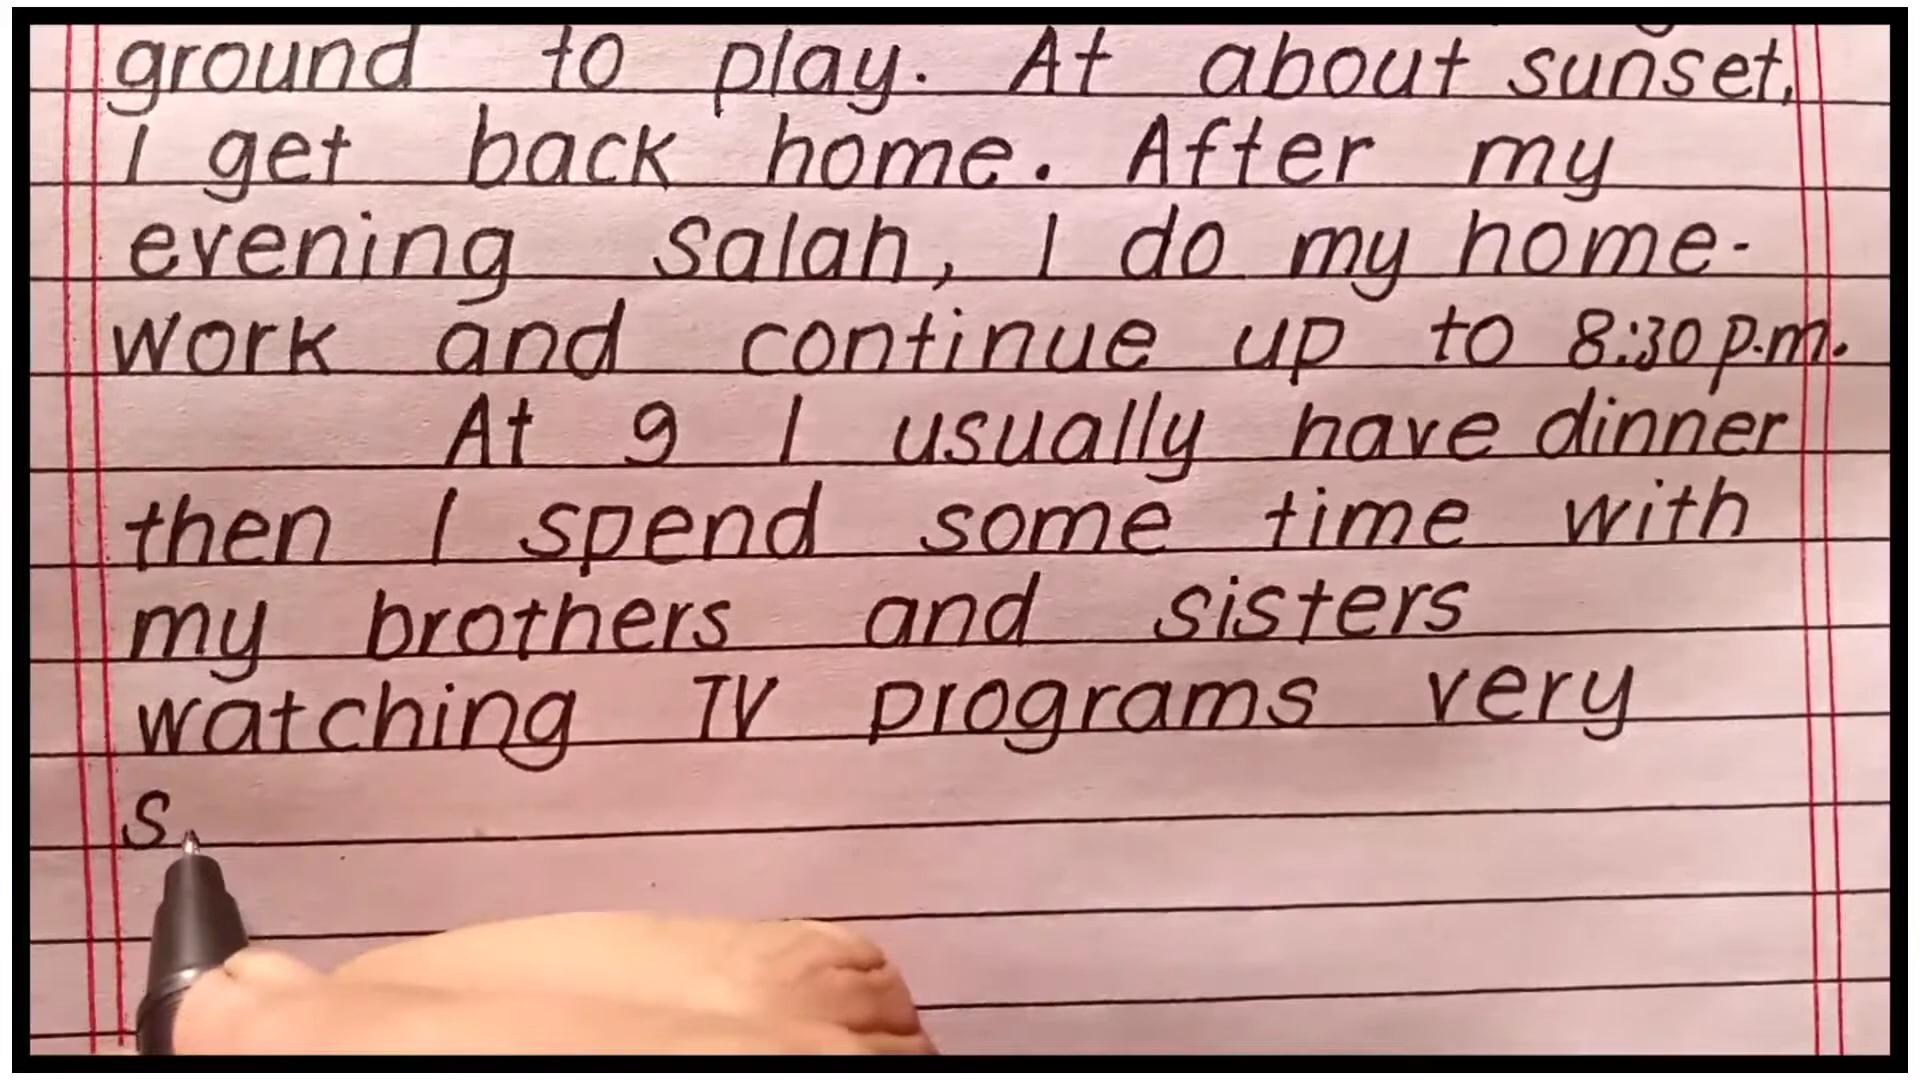 ground to play. At about sunset,
I get back home. After my
evening Salah, I do my home-
work and continue up to 8:30 p.m.
At 9 I usually have dinner
then I spend some time with
my brothers and sisters
watching TV programs very
s